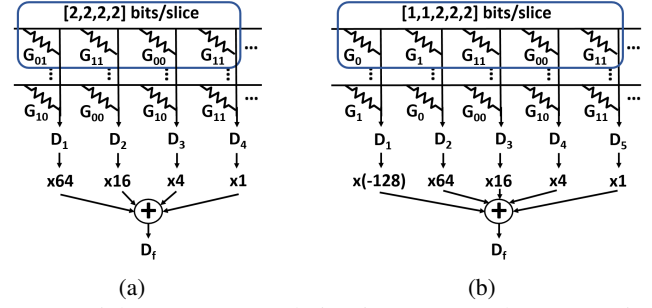 [2,2,2,2] bits/slice
G01 G11 G00 G11 ...
G10 G00 G10 G11 ...
D1 D2 D3 D4
x64 x16 x4 x1
+
Df
(a)
[1,1,2,2,2] bits/slice
G0 G1 G11 G00 G11 ...
G1 G0 G00 G10 G11 ...
D1 D2 D3 D4 D5
x(-128) x64 x16 x4 x1
+
Df
(b)